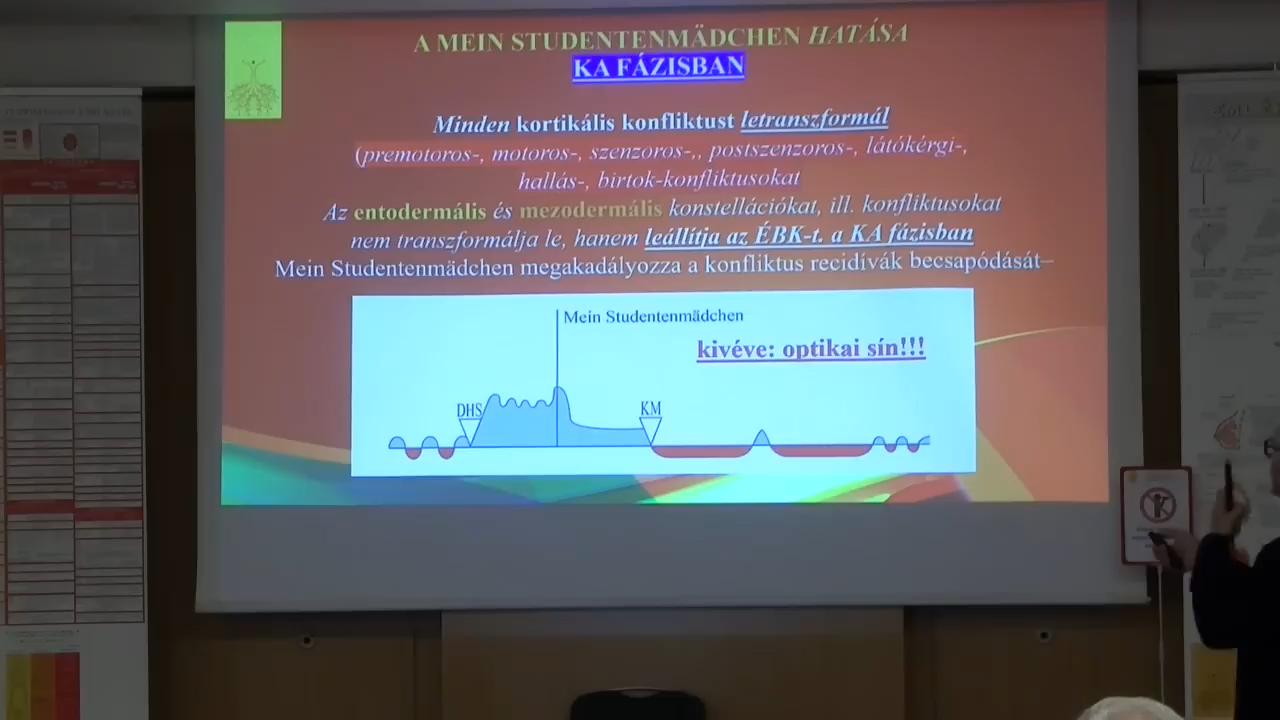 A MEIN STUDENTENMÄDCHEN HATÁSA
KA FÁZISBAN
Minden kortikális konfliktust letranszformál
(premotoros-, motoros-, szenzoros-,, postszenzoros-, látókérgi-,
hallás-, birtok-konfliktusokat
Az entodermális és mezodermális konstellációkat, ill. konfliktusokat
nem transzformálja le, hanem leállítja az ÉBK-t. a KA fázisban
Mein Studentenmädchen megakadályozza a konfliktus recidívák becsapódását–
Mein Studentenmädchen
kivéve: optikai sín!!!
DHS
KM